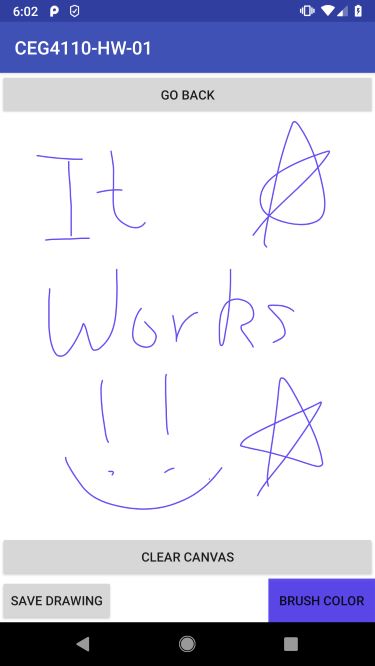 6:02
CEG4110-HW-01
GO BACK
It
Works
!!
CLEAR CANVAS
SAVE DRAWING
BRUSH COLOR